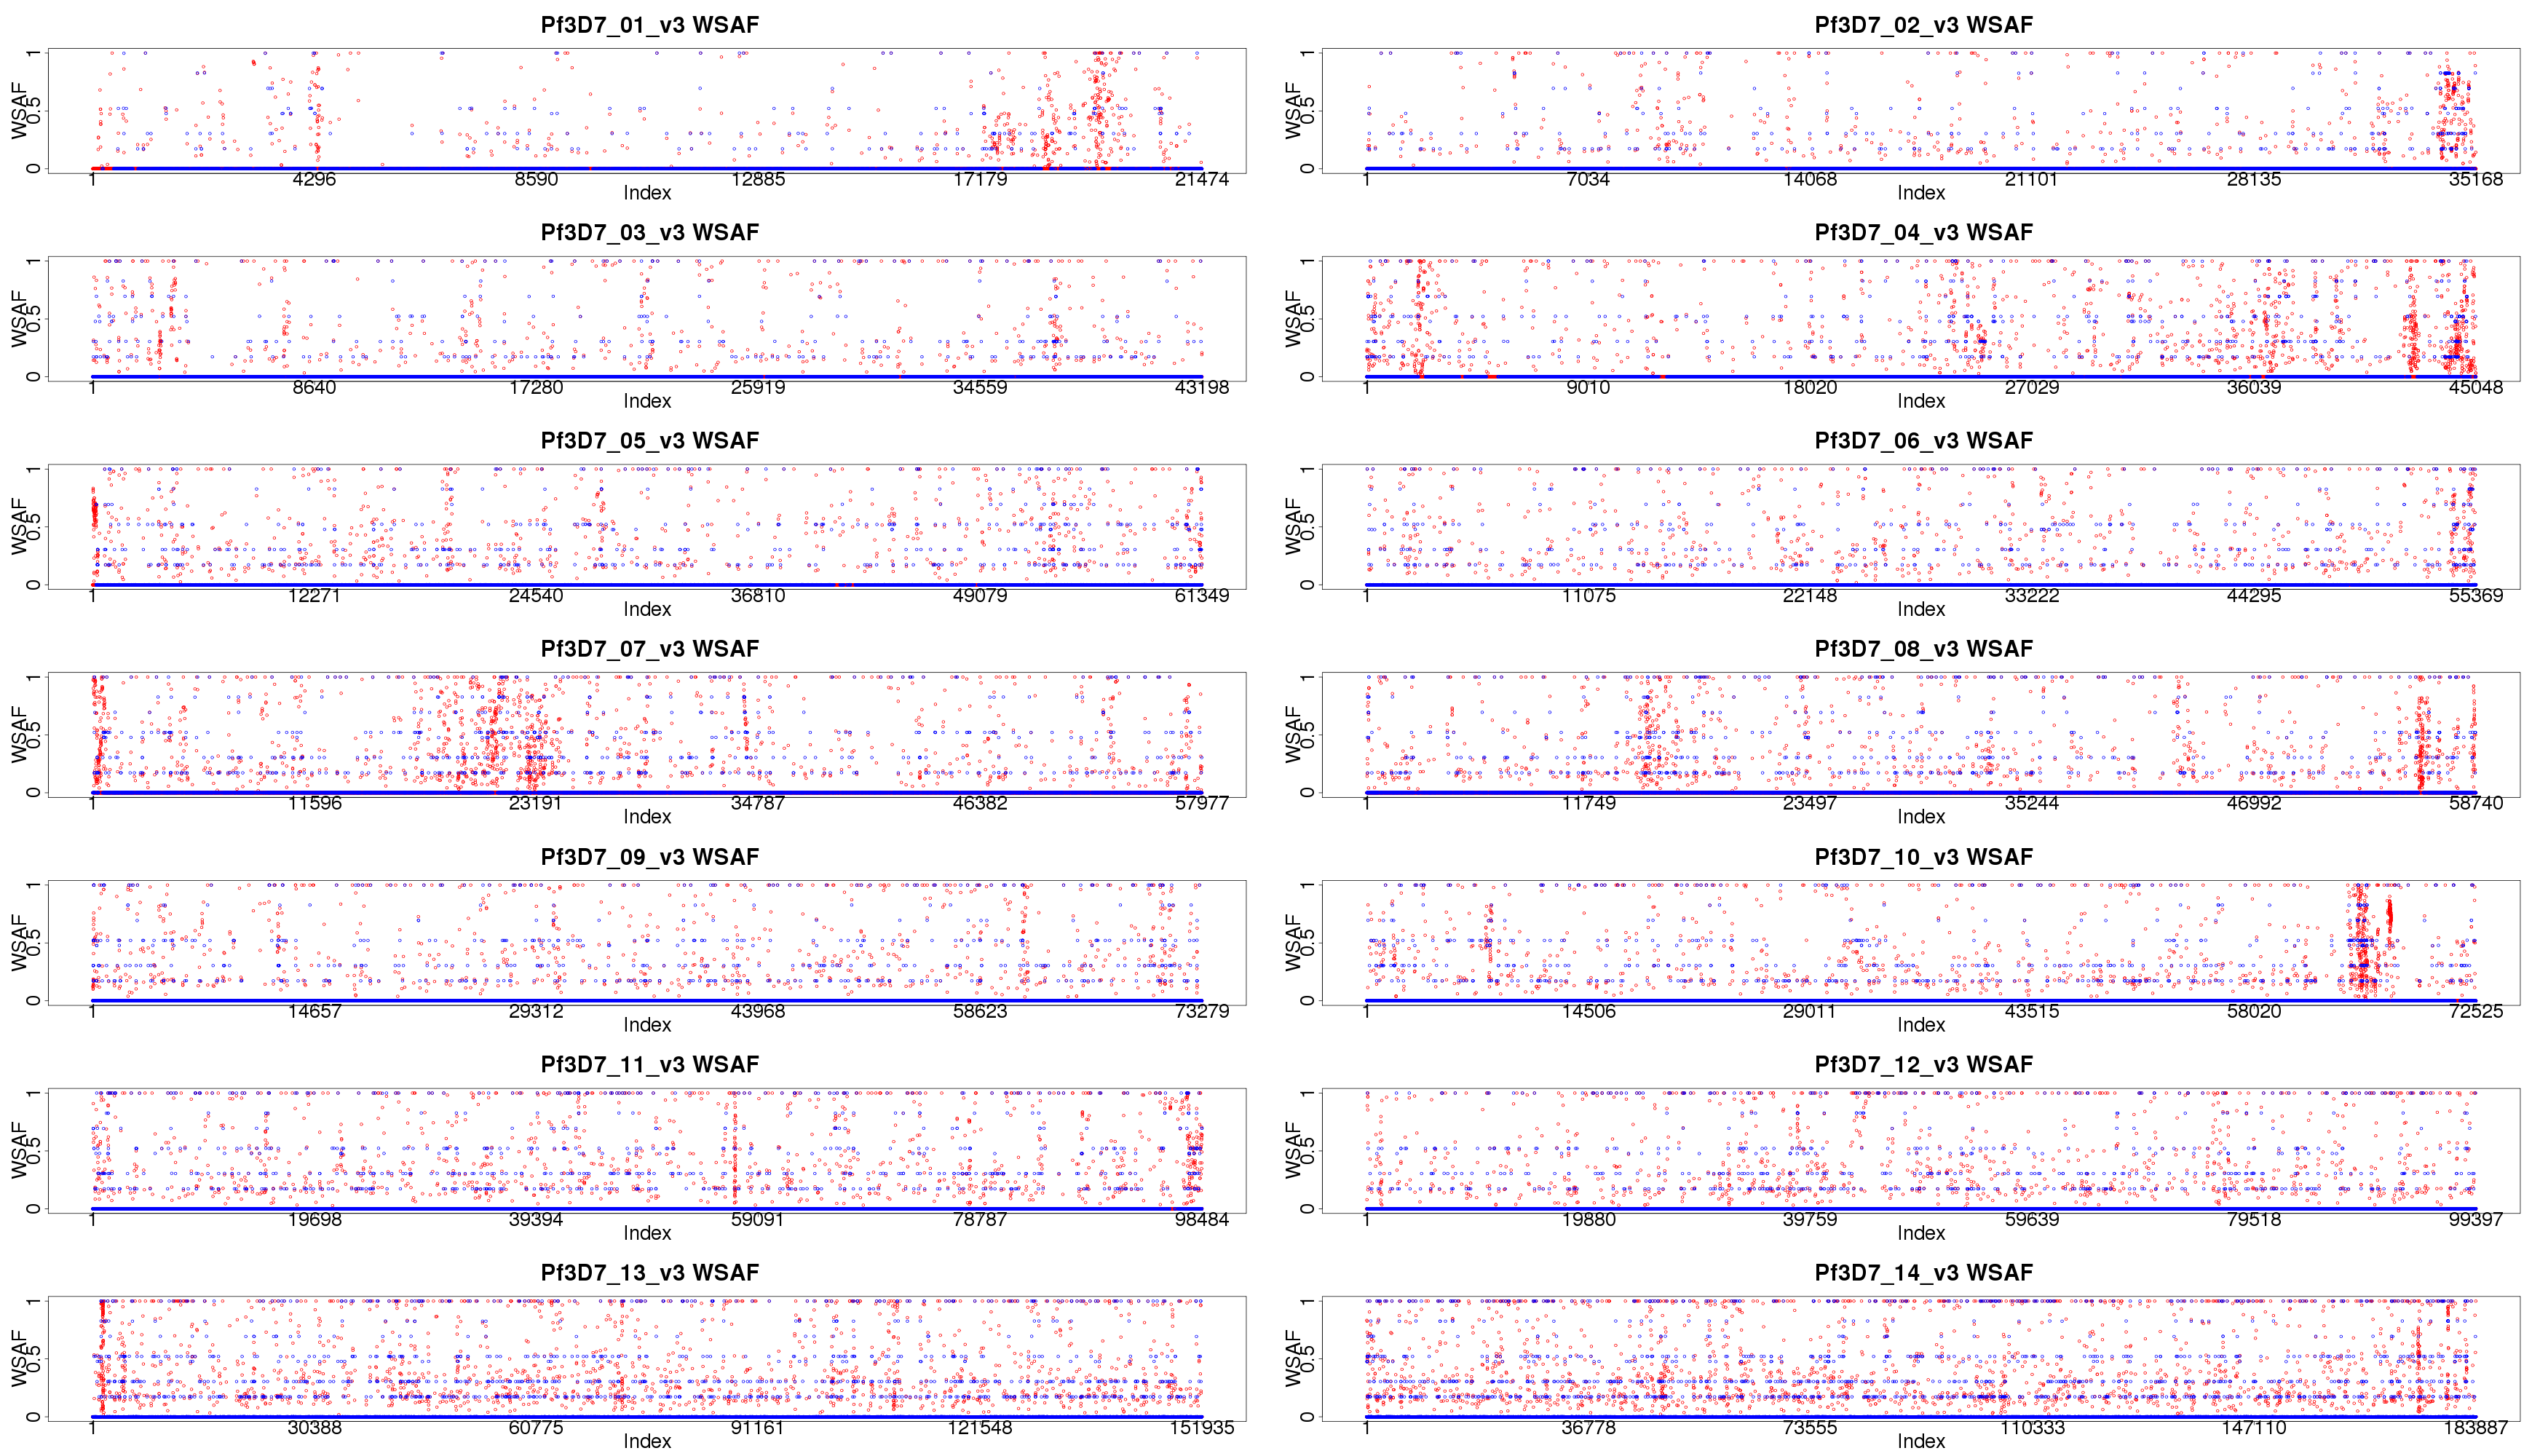 Pf3D7_01_v3 WSAF
WSAF
0 0.5 1
1 4296 8590 12885 17179 21474
Index
Pf3D7_02_v3 WSAF
WSAF
0 0.5 1
1 7034 14068 21101 28135 35168
Index
Pf3D7_03_v3 WSAF
WSAF
0 0.5 1
1 8640 17280 25919 34559 43198
Index
Pf3D7_04_v3 WSAF
WSAF
0 0.5 1
1 9010 18020 27029 36039 45048
Index
Pf3D7_05_v3 WSAF
WSAF
0 0.5 1
1 12271 24540 36810 49079 61349
Index
Pf3D7_06_v3 WSAF
WSAF
0 0.5 1
1 11075 22148 33222 44295 55369
Index
Pf3D7_07_v3 WSAF
WSAF
0 0.5 1
1 11596 23191 34787 46382 57977
Index
Pf3D7_08_v3 WSAF
WSAF
0 0.5 1
1 11749 23497 35244 46992 58740
Index
Pf3D7_09_v3 WSAF
WSAF
0 0.5 1
1 14657 29312 43968 58623 73279
Index
Pf3D7_10_v3 WSAF
WSAF
0 0.5 1
1 14506 29011 43515 58020 72525
Index
Pf3D7_11_v3 WSAF
WSAF
0 0.5 1
1 19698 39394 59091 78787 98484
Index
Pf3D7_12_v3 WSAF
WSAF
0 0.5 1
1 19880 39759 59639 79518 99397
Index
Pf3D7_13_v3 WSAF
WSAF
0 0.5 1
1 30388 60775 91161 121548 151935
Index
Pf3D7_14_v3 WSAF
WSAF
0 0.5 1
1 36778 73555 110333 147110 183887
Index